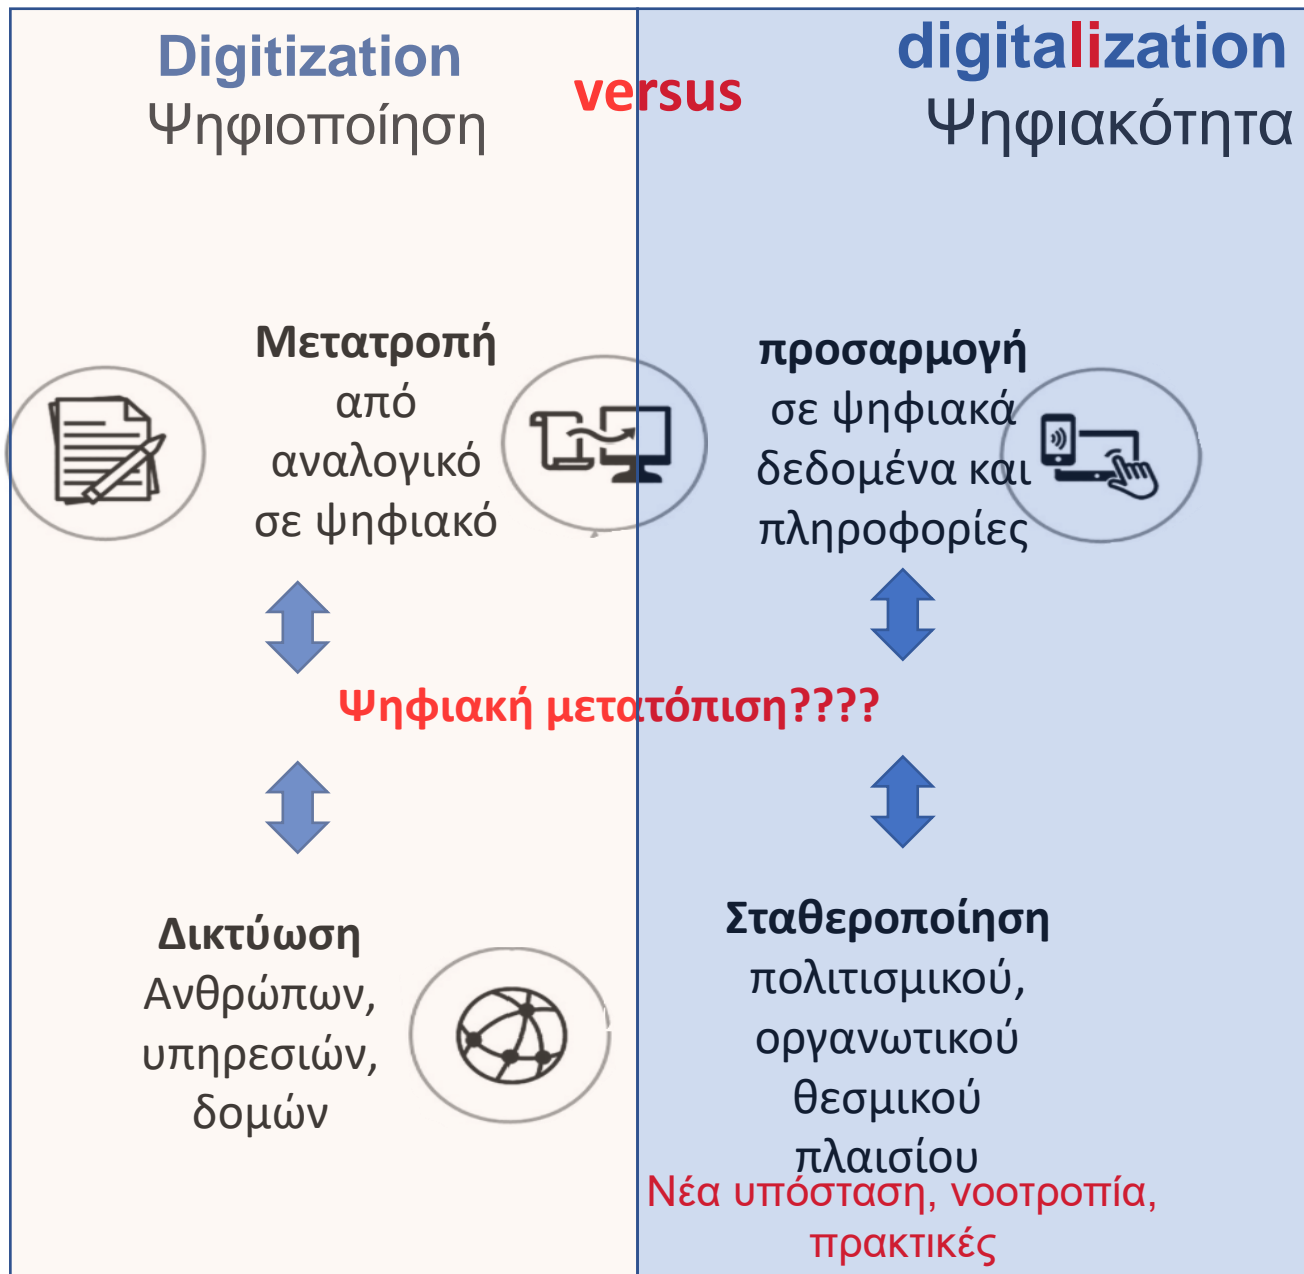 Digitization
Ψηφιοποίηση
versus
digitalization
Ψηφιακότητα
Μετατροπή
από
αναλογικό
σε ψηφιακό
προσαρμογή
σε ψηφιακά
δεδομένα και
πληροφορίες
Ψηφιακή μετατόπιση????
Δικτύωση
Ανθρώπων,
υπηρεσιών,
δομών
Σταθεροποίηση
πολιτισμικού,
οργανωτικού
θεσμικού
πλαισίου
Νέα υπόσταση, νοοτροπία,
πρακτικές